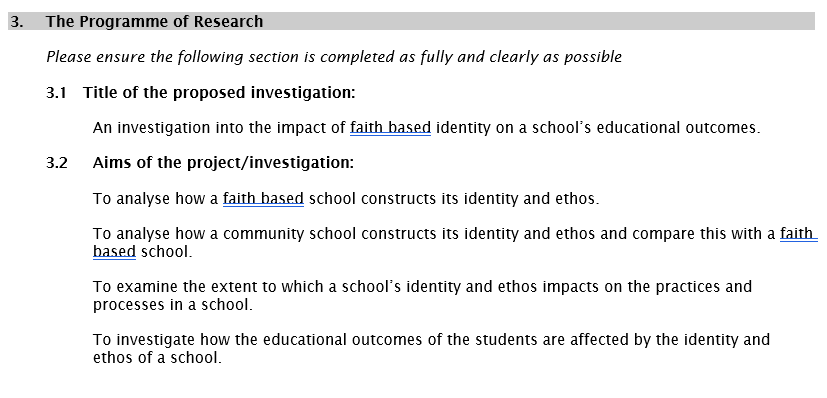 3. The Programme of Research
Please ensure the following section is completed as fully and clearly as possible
3.1 Title of the proposed investigation:
An investigation into the impact of faith based identity on a school's educational outcomes.
3.2 Aims of the project/investigation:
To analyse how a faith based school constructs its identity and ethos.
To analyse how a community school constructs its identity and ethos and compare this with a faith
based school.
To examine the extent to which a school's identity and ethos impacts on the practices and
processes in a school.
To investigate how the educational outcomes of the students are affected by the identity and
ethos of a school.